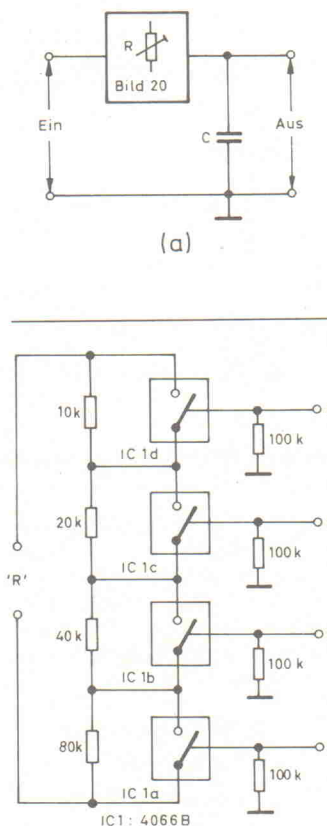 R
Bild 20
Ein
C
Aus
(a)
10k
100 k
IC 1d
20k
100 k
IC 1c
'R'
40k
100 k
IC 1b
80k
100 k
IC 1a
IC1: 4066B